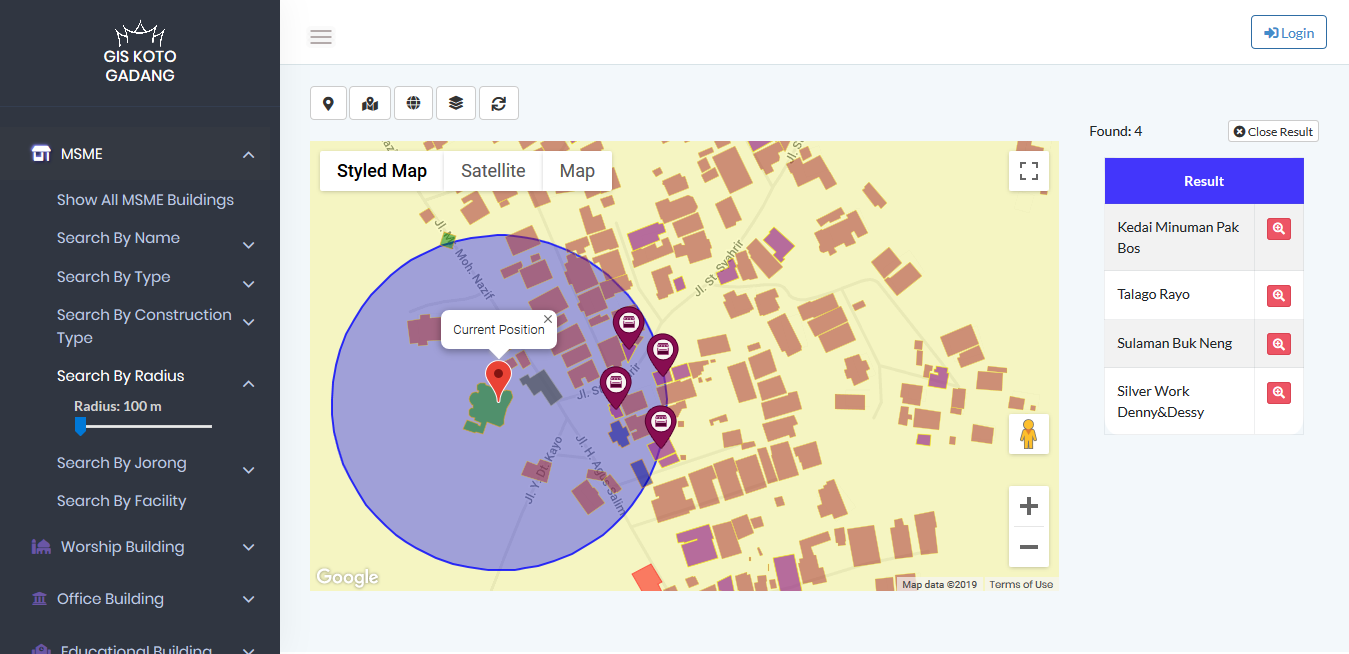 GIS KOTO
GADANG
MSME
Show All MSME Buildings
Search By Name
Search By Type
Search By Construction
Type
Search By Radius
Radius: 100 m
Search By Jorong
Search By Facility
Worship Building
Office Building
Educational Building
Login
Styled Map
Satellite
Map
Moh. Nazif
Jl. St. Syahrir
Current Position
Jl. Y. Dt. Kayo
Jl. H. Agus Salim
Google
Map data ©2019
Terms of Use
Found: 4
Close Result
Result
Kedai Minuman Pak
Bos
Talago Rayo
Sulaman Buk Neng
Silver Work
Denny&Dessy